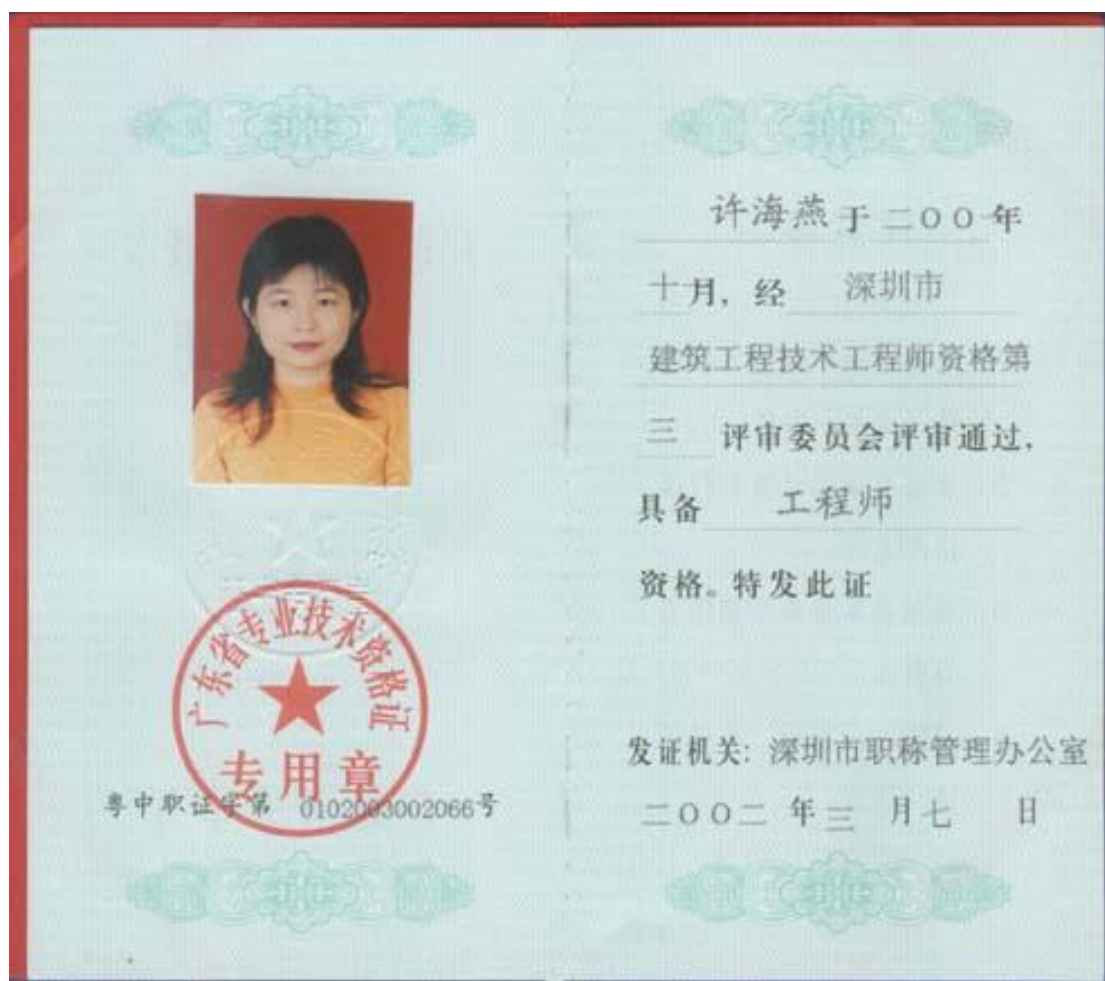 广东省专业技术资格证
专用章
粤中职证字第 0102003002066号
许海燕于二〇〇年
十月，经 深圳市
建筑工程技术工程师资格第
三 评审委员会评审通过，
具备 工程师
资格。特发此证
发证机关：深圳市职称管理办公室
二〇〇二年三月七日